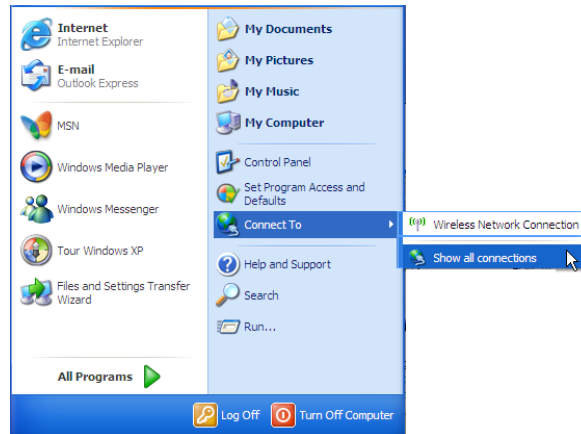 Internet
Internet Explorer
E-mail
Outlook Express
MSN
Windows Media Player
Windows Messenger
Tour Windows XP
Files and Settings Transfer
Wizard
All Programs
My Documents
My Pictures
My Music
My Computer
Control Panel
Set Program Access and
Defaults
Connect To
Wireless Network Connection
Show all connections
Help and Support
Search
Run...
Log Off
Turn Off Computer